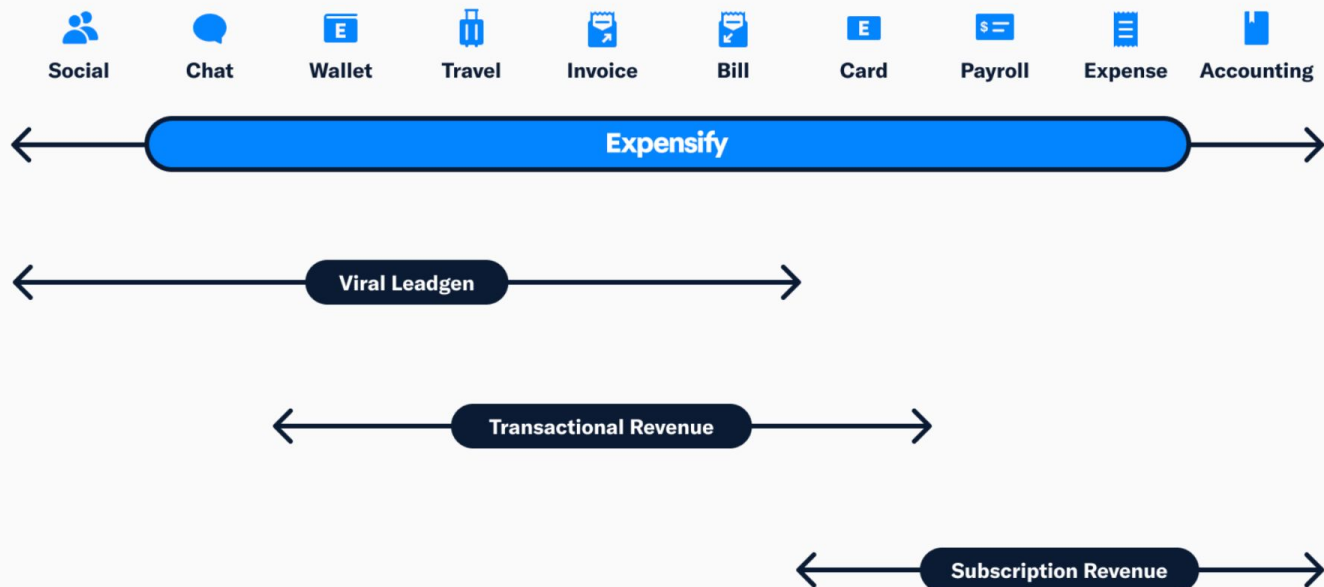 Social Chat Wallet Travel Invoice Bill Card Payroll Expense Accounting
Expensify
Viral Leadgen
Transactional Revenue
Subscription Revenue